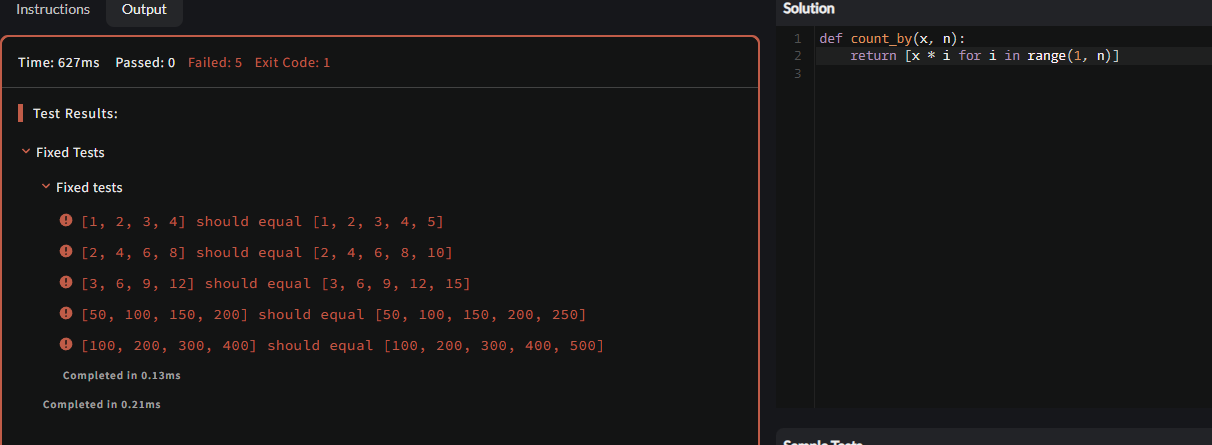 Instructions Output
Time: 627ms Passed: 0 Failed: 5 Exit Code: 1
Test Results:
Fixed Tests
Fixed tests
[1, 2, 3, 4] should equal [1, 2, 3, 4, 5]
[2, 4, 6, 8] should equal [2, 4, 6, 8, 10]
[3, 6, 9, 12] should equal [3, 6, 9, 12, 15]
[50, 100, 150, 200] should equal [50, 100, 150, 200, 250]
[100, 200, 300, 400] should equal [100, 200, 300, 400, 500]
Completed in 0.13ms
Completed in 0.21ms
Solution
1 def count_by(x, n):
2     return [x * i for i in range(1, n)]
3
Sample Tests